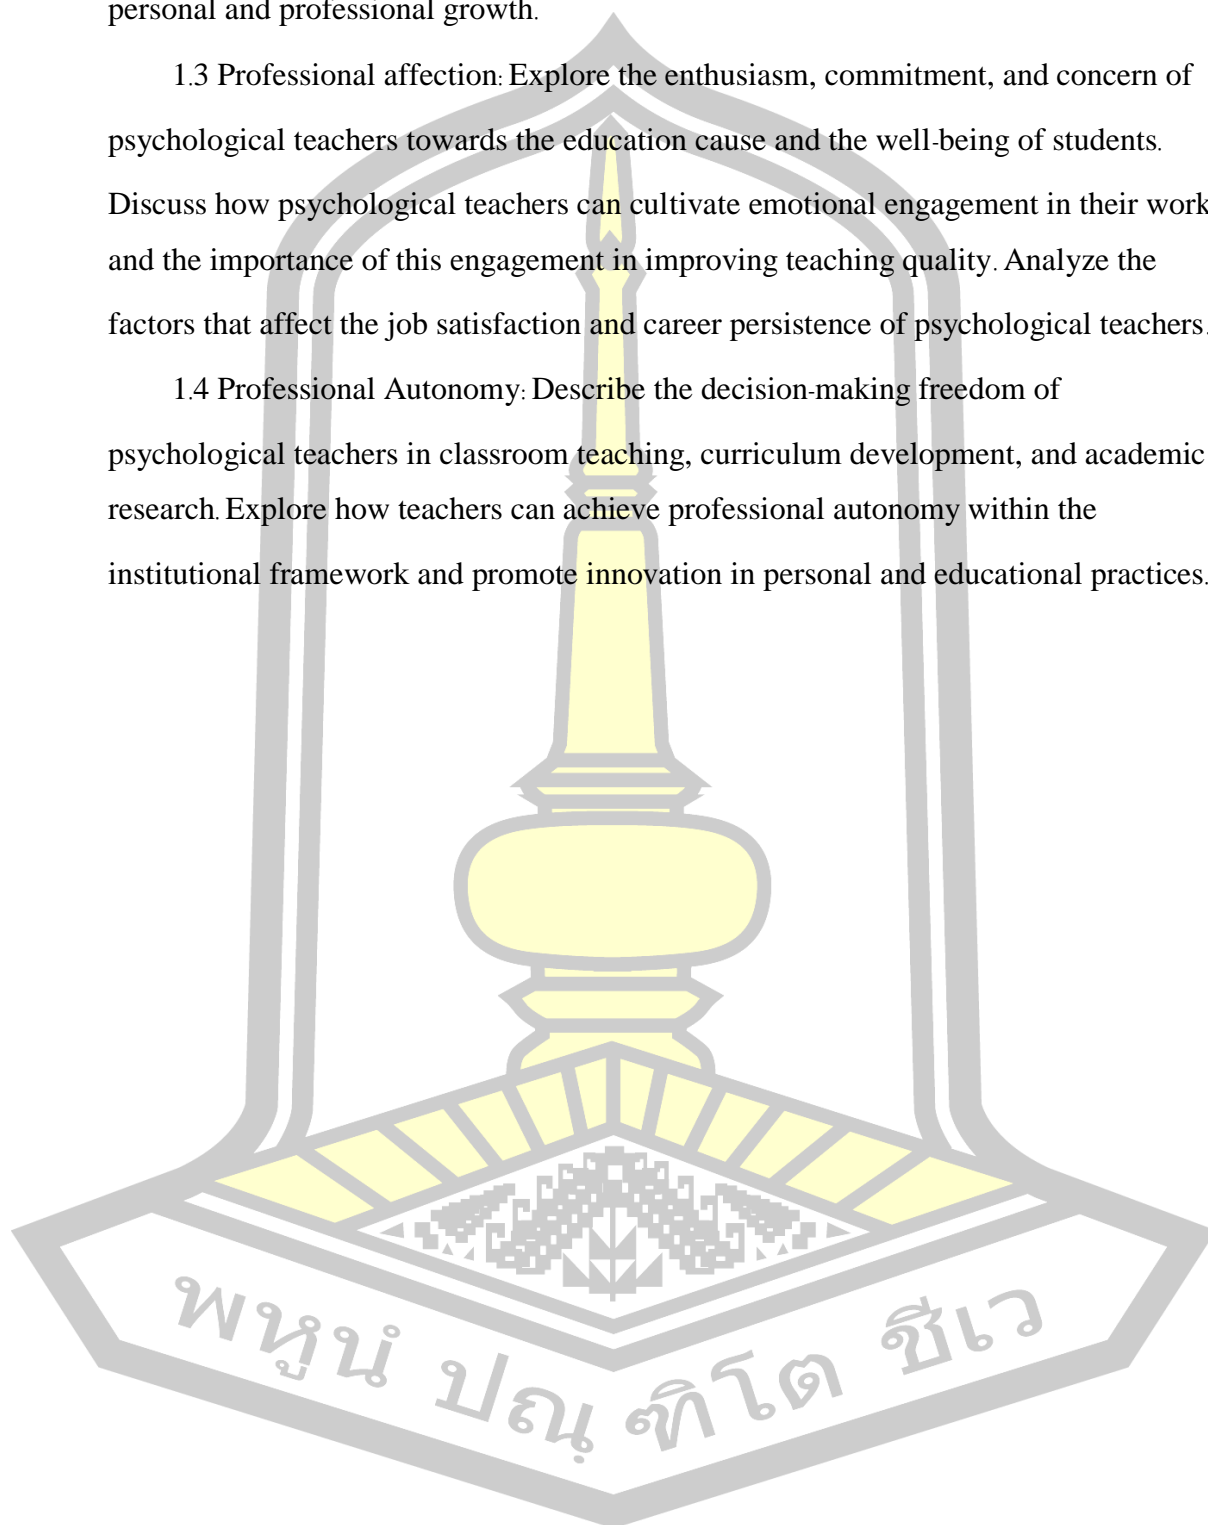 personal and professional growth.
1.3 Professional affection: Explore the enthusiasm, commitment, and concern of
psychological teachers towards the education cause and the well-being of students.
Discuss how psychological teachers can cultivate emotional engagement in their work
and the importance of this engagement in improving teaching quality. Analyze the
factors that affect the job satisfaction and career persistence of psychological teachers.
1.4 Professional Autonomy: Describe the decision-making freedom of
psychological teachers in classroom teaching, curriculum development, and academic
research. Explore how teachers can achieve professional autonomy within the
institutional framework and promote innovation in personal and educational practices.
พหูนํ ปณฺฑิโต ชีเว